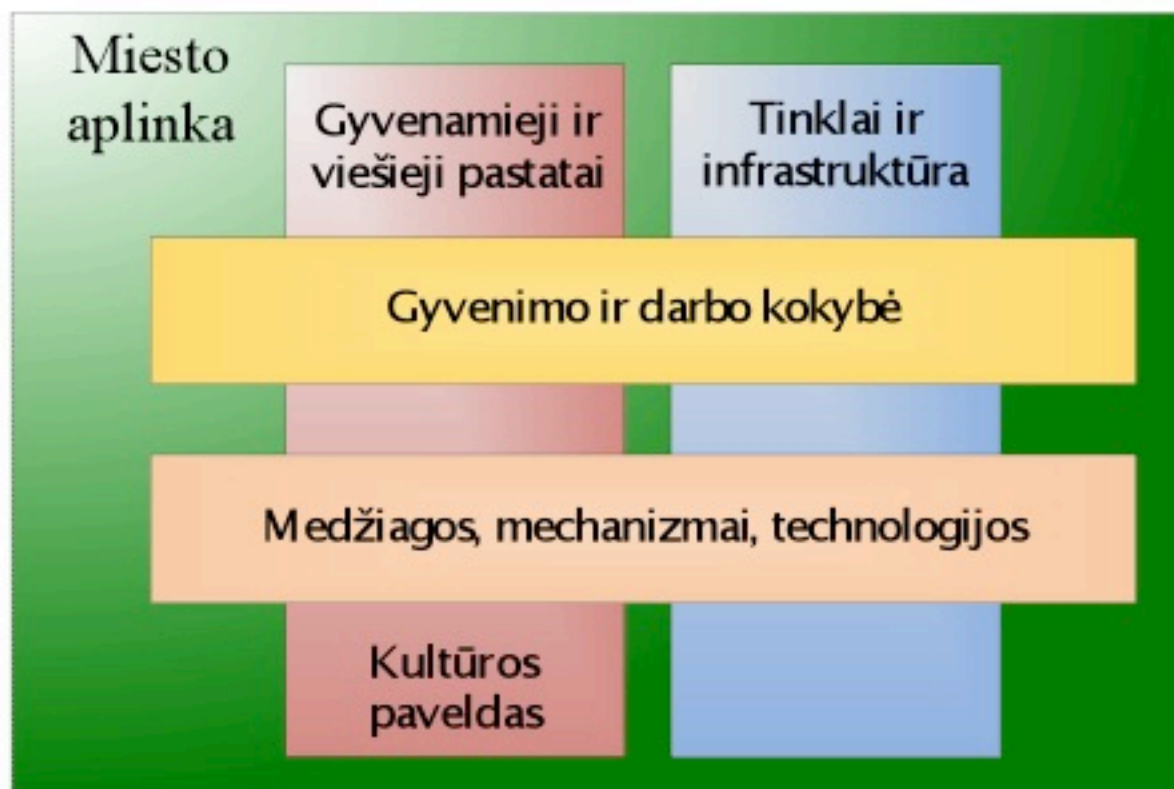 Miesto
aplinka
Gyvenamieji ir
viešieji pastatai
Tinklai ir
infrastruktūra
Gyvenimo ir darbo kokybė
Medžiagos, mechanizmai, technologijos
Kultūros
paveldas